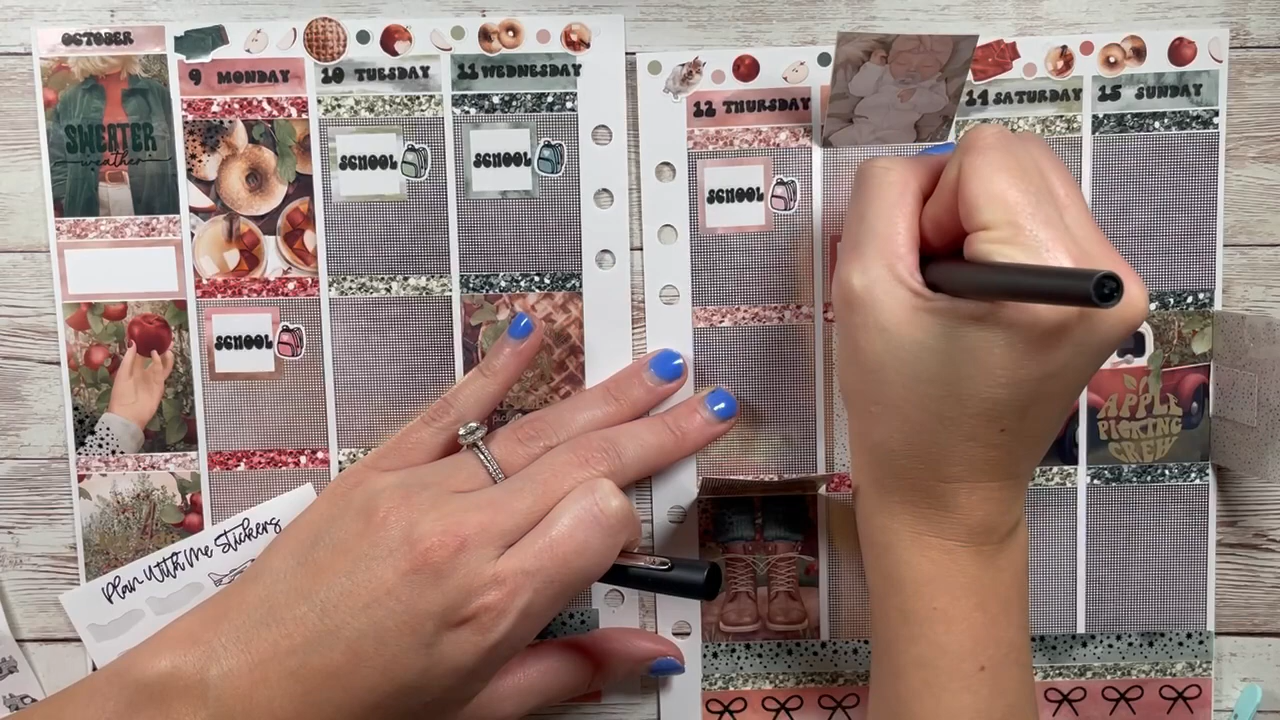 OCTOBER
SWEATER
weather
9 MONDAY
10 TUESDAY
11 WEDNESDAY
SCHOOL
SCHOOL
SCHOOL
Plan With Me Stickers
12 THURSDAY
14 SATURDAY
15 SUNDAY
SCHOOL
APPLE
PICKING
CREW